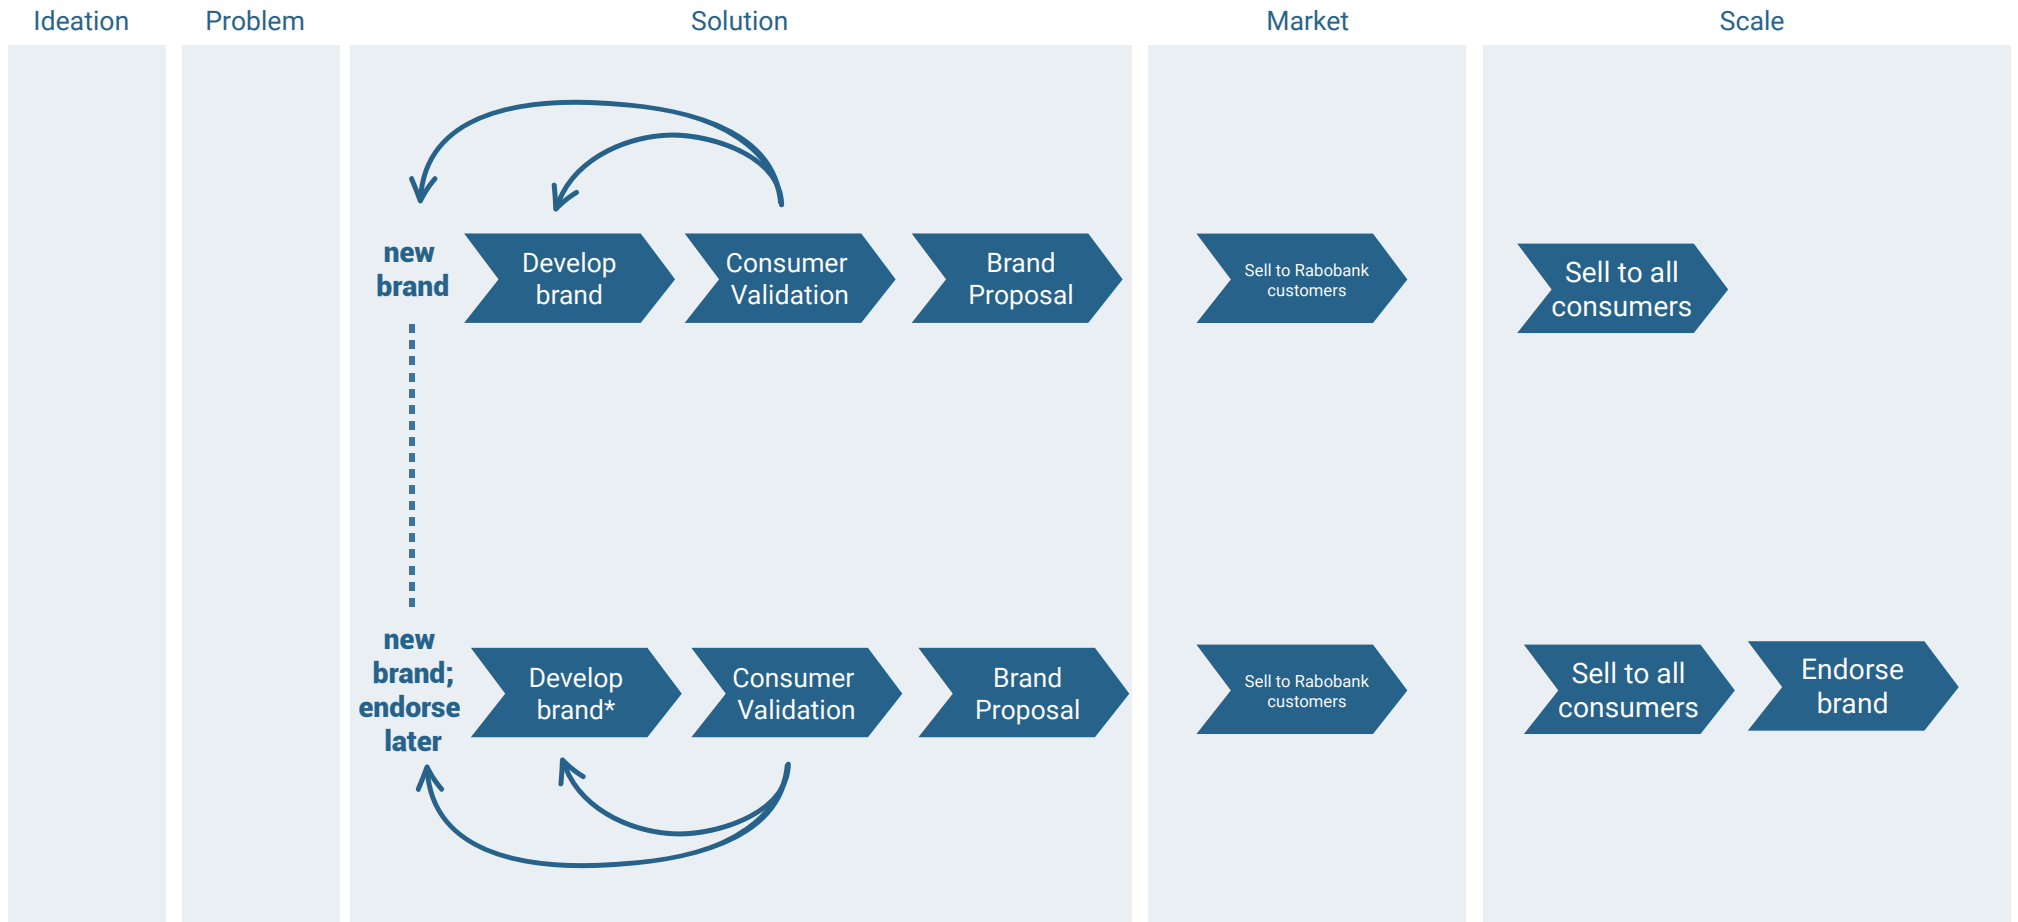 Ideation
Problem
Solution
Market
Scale
new
brand
Develop
brand
Consumer
Validation
Brand
Proposal
Sell to Rabobank
customers
Sell to all
consumers
new
brand;
endorse
later
Develop
brand*
Consumer
Validation
Brand
Proposal
Sell to Rabobank
customers
Sell to all
consumers
Endorse
brand